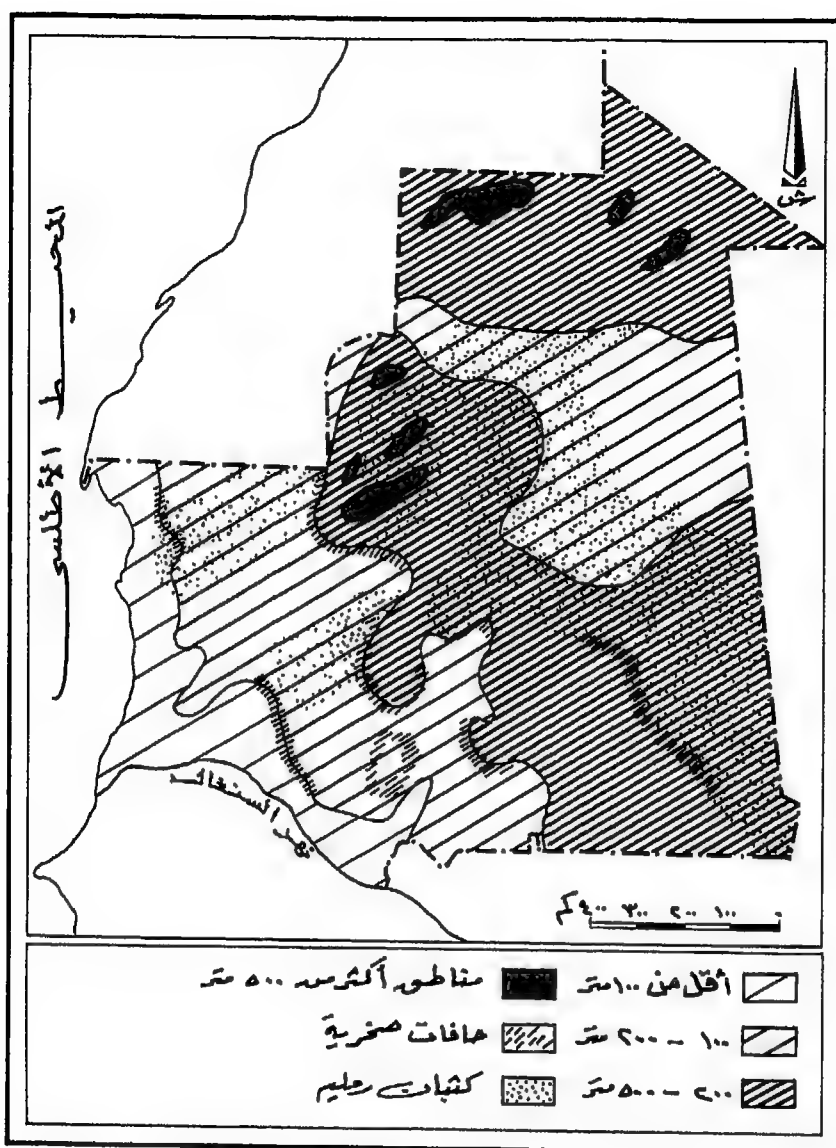 ش
المحيط الأطلسى
نهر السنغال
٠ ١٠٠ ٢٠٠ ٣٠٠ ٤٠٠ كم
أقل من ١٠٠ متر
مناطق أكثر من ٥٠٠ متر
١٠٠ - ٢٠٠ متر
حافات صخرية
٢٠٠ - ٥٠٠ متر
كثبان رملية